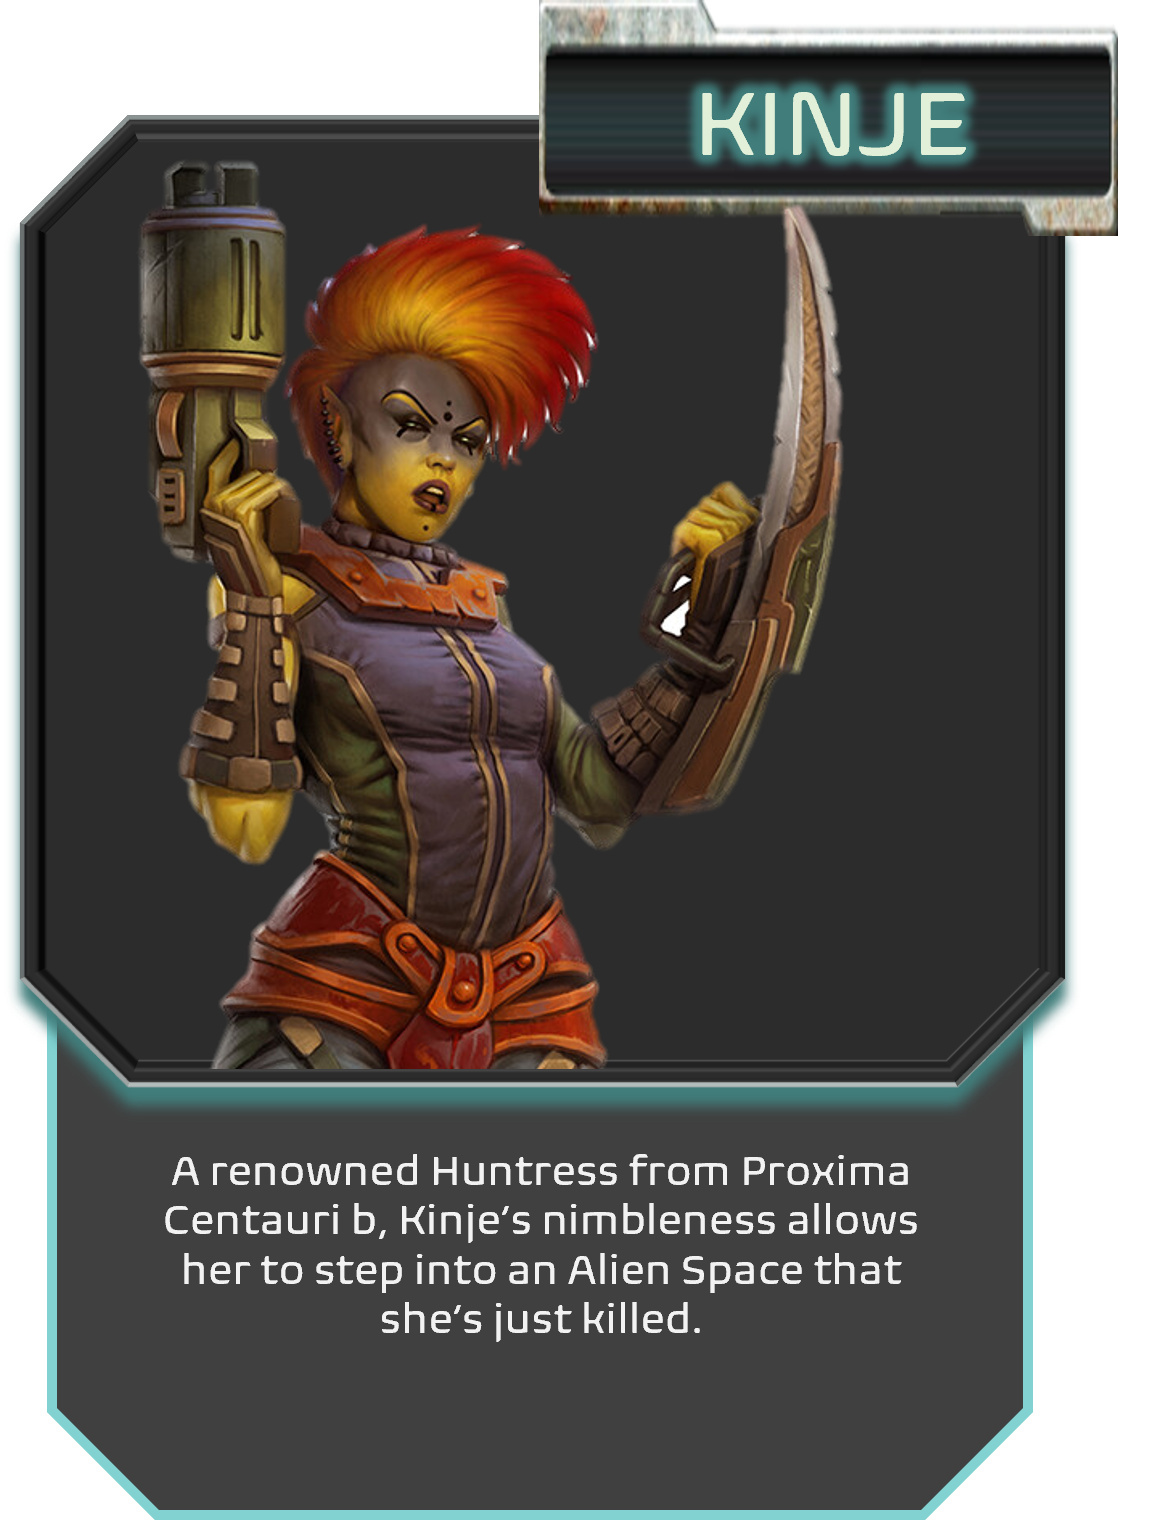 KINJE
A renowned Huntress from Proxima
Centauri b, Kinje's nimbleness allows
her to step into an Alien Space that
she's just killed.